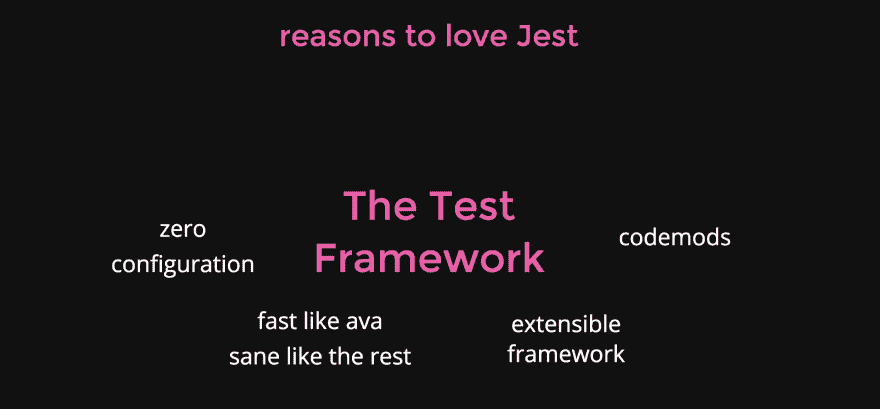 reasons to love Jest
The Test
Framework
zero
configuration
codemods
fast like ava
sane like the rest
extensible
framework